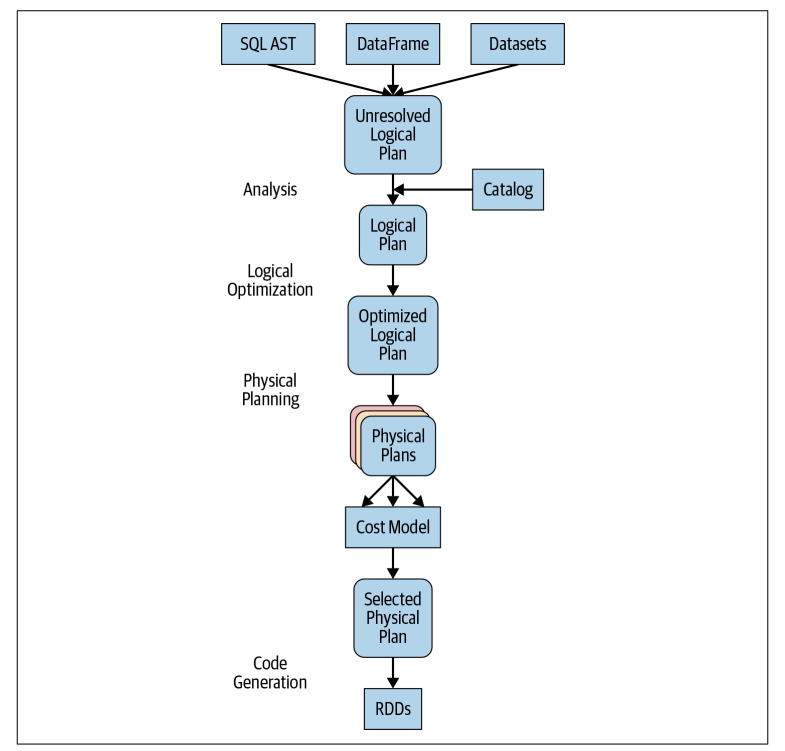 SQL AST
DataFrame
Datasets
Unresolved
Logical
Plan
Analysis
Catalog
Logical
Plan
Logical
Optimization
Optimized
Logical
Plan
Physical
Planning
Physical
Plans
Cost Model
Selected
Physical
Plan
Code
Generation
RDDs